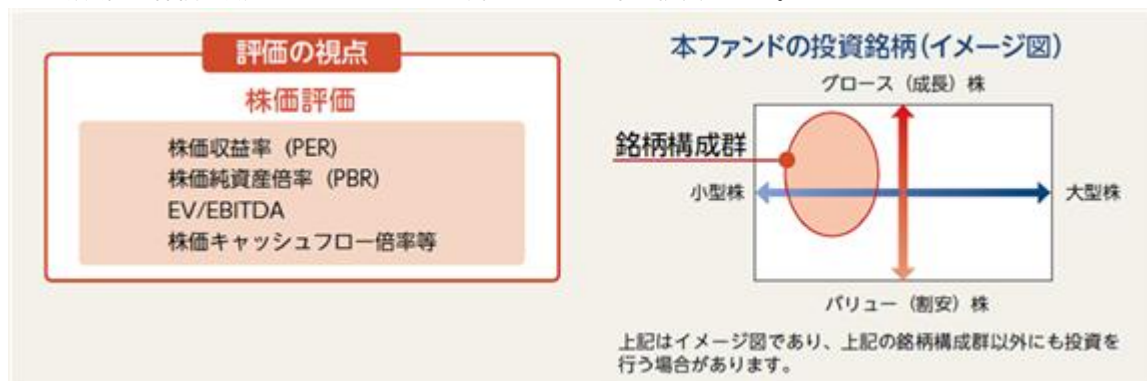 評価の視点
株価評価
株価収益率（PER）
株価純資産倍率（PBR）
EV/EBITDA
株価キャッシュフロー倍率等
本ファンドの投資銘柄（イメージ図）
グロース（成長）株
銘柄構成群
小型株
大型株
バリュー（割安）株
上記はイメージ図であり、上記の銘柄構成群以外にも投資を
行う場合があります。